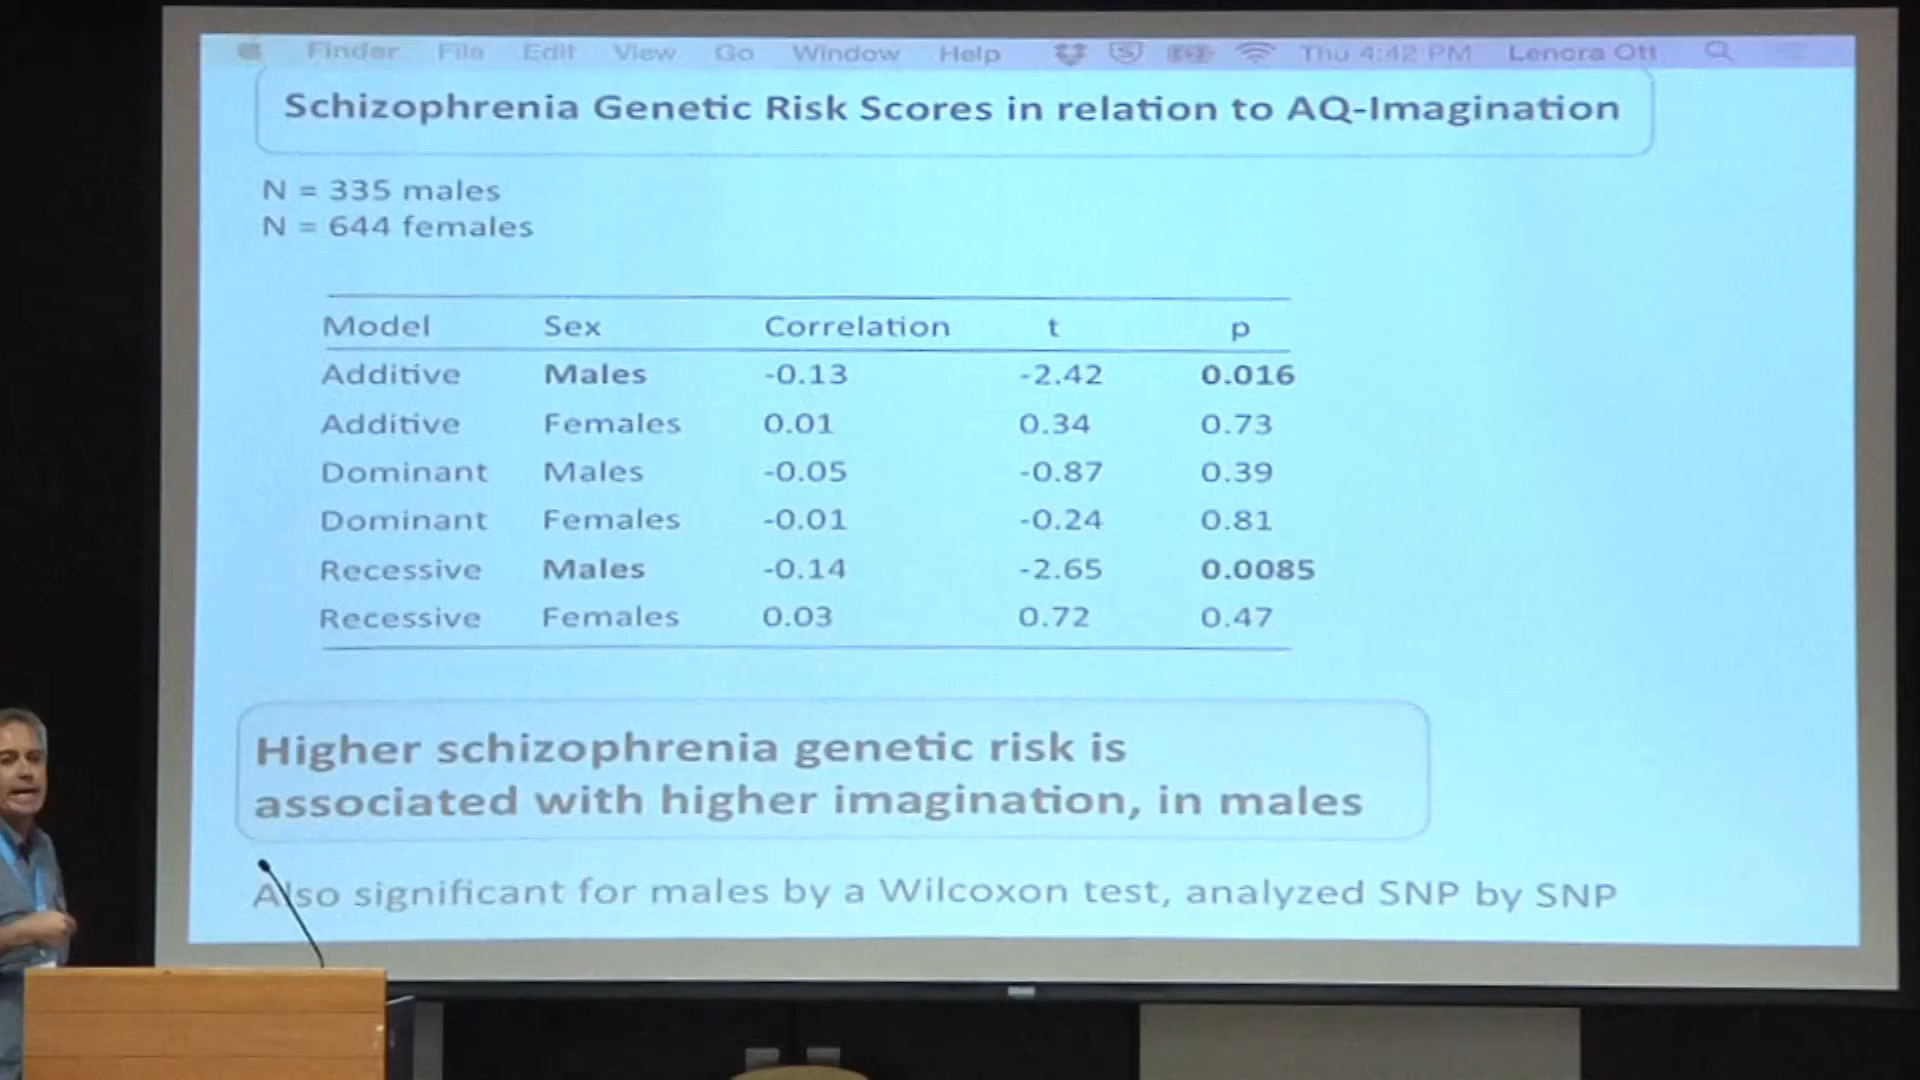 Finder File Edit View Go Window Help Thu 4:42 PM Lenora Ott
Schizophrenia Genetic Risk Scores in relation to AQ-Imagination
N = 335 males
N = 644 females
Model Sex Correlation t p
Additive Males -0.13 -2.42 0.016
Additive Females 0.01 0.34 0.73
Dominant Males -0.05 -0.87 0.39
Dominant Females -0.01 -0.24 0.81
Recessive Males -0.14 -2.65 0.0085
Recessive Females 0.03 0.72 0.47
Higher schizophrenia genetic risk is
associated with higher imagination, in males
Also significant for males by a Wilcoxon test, analyzed SNP by SNP